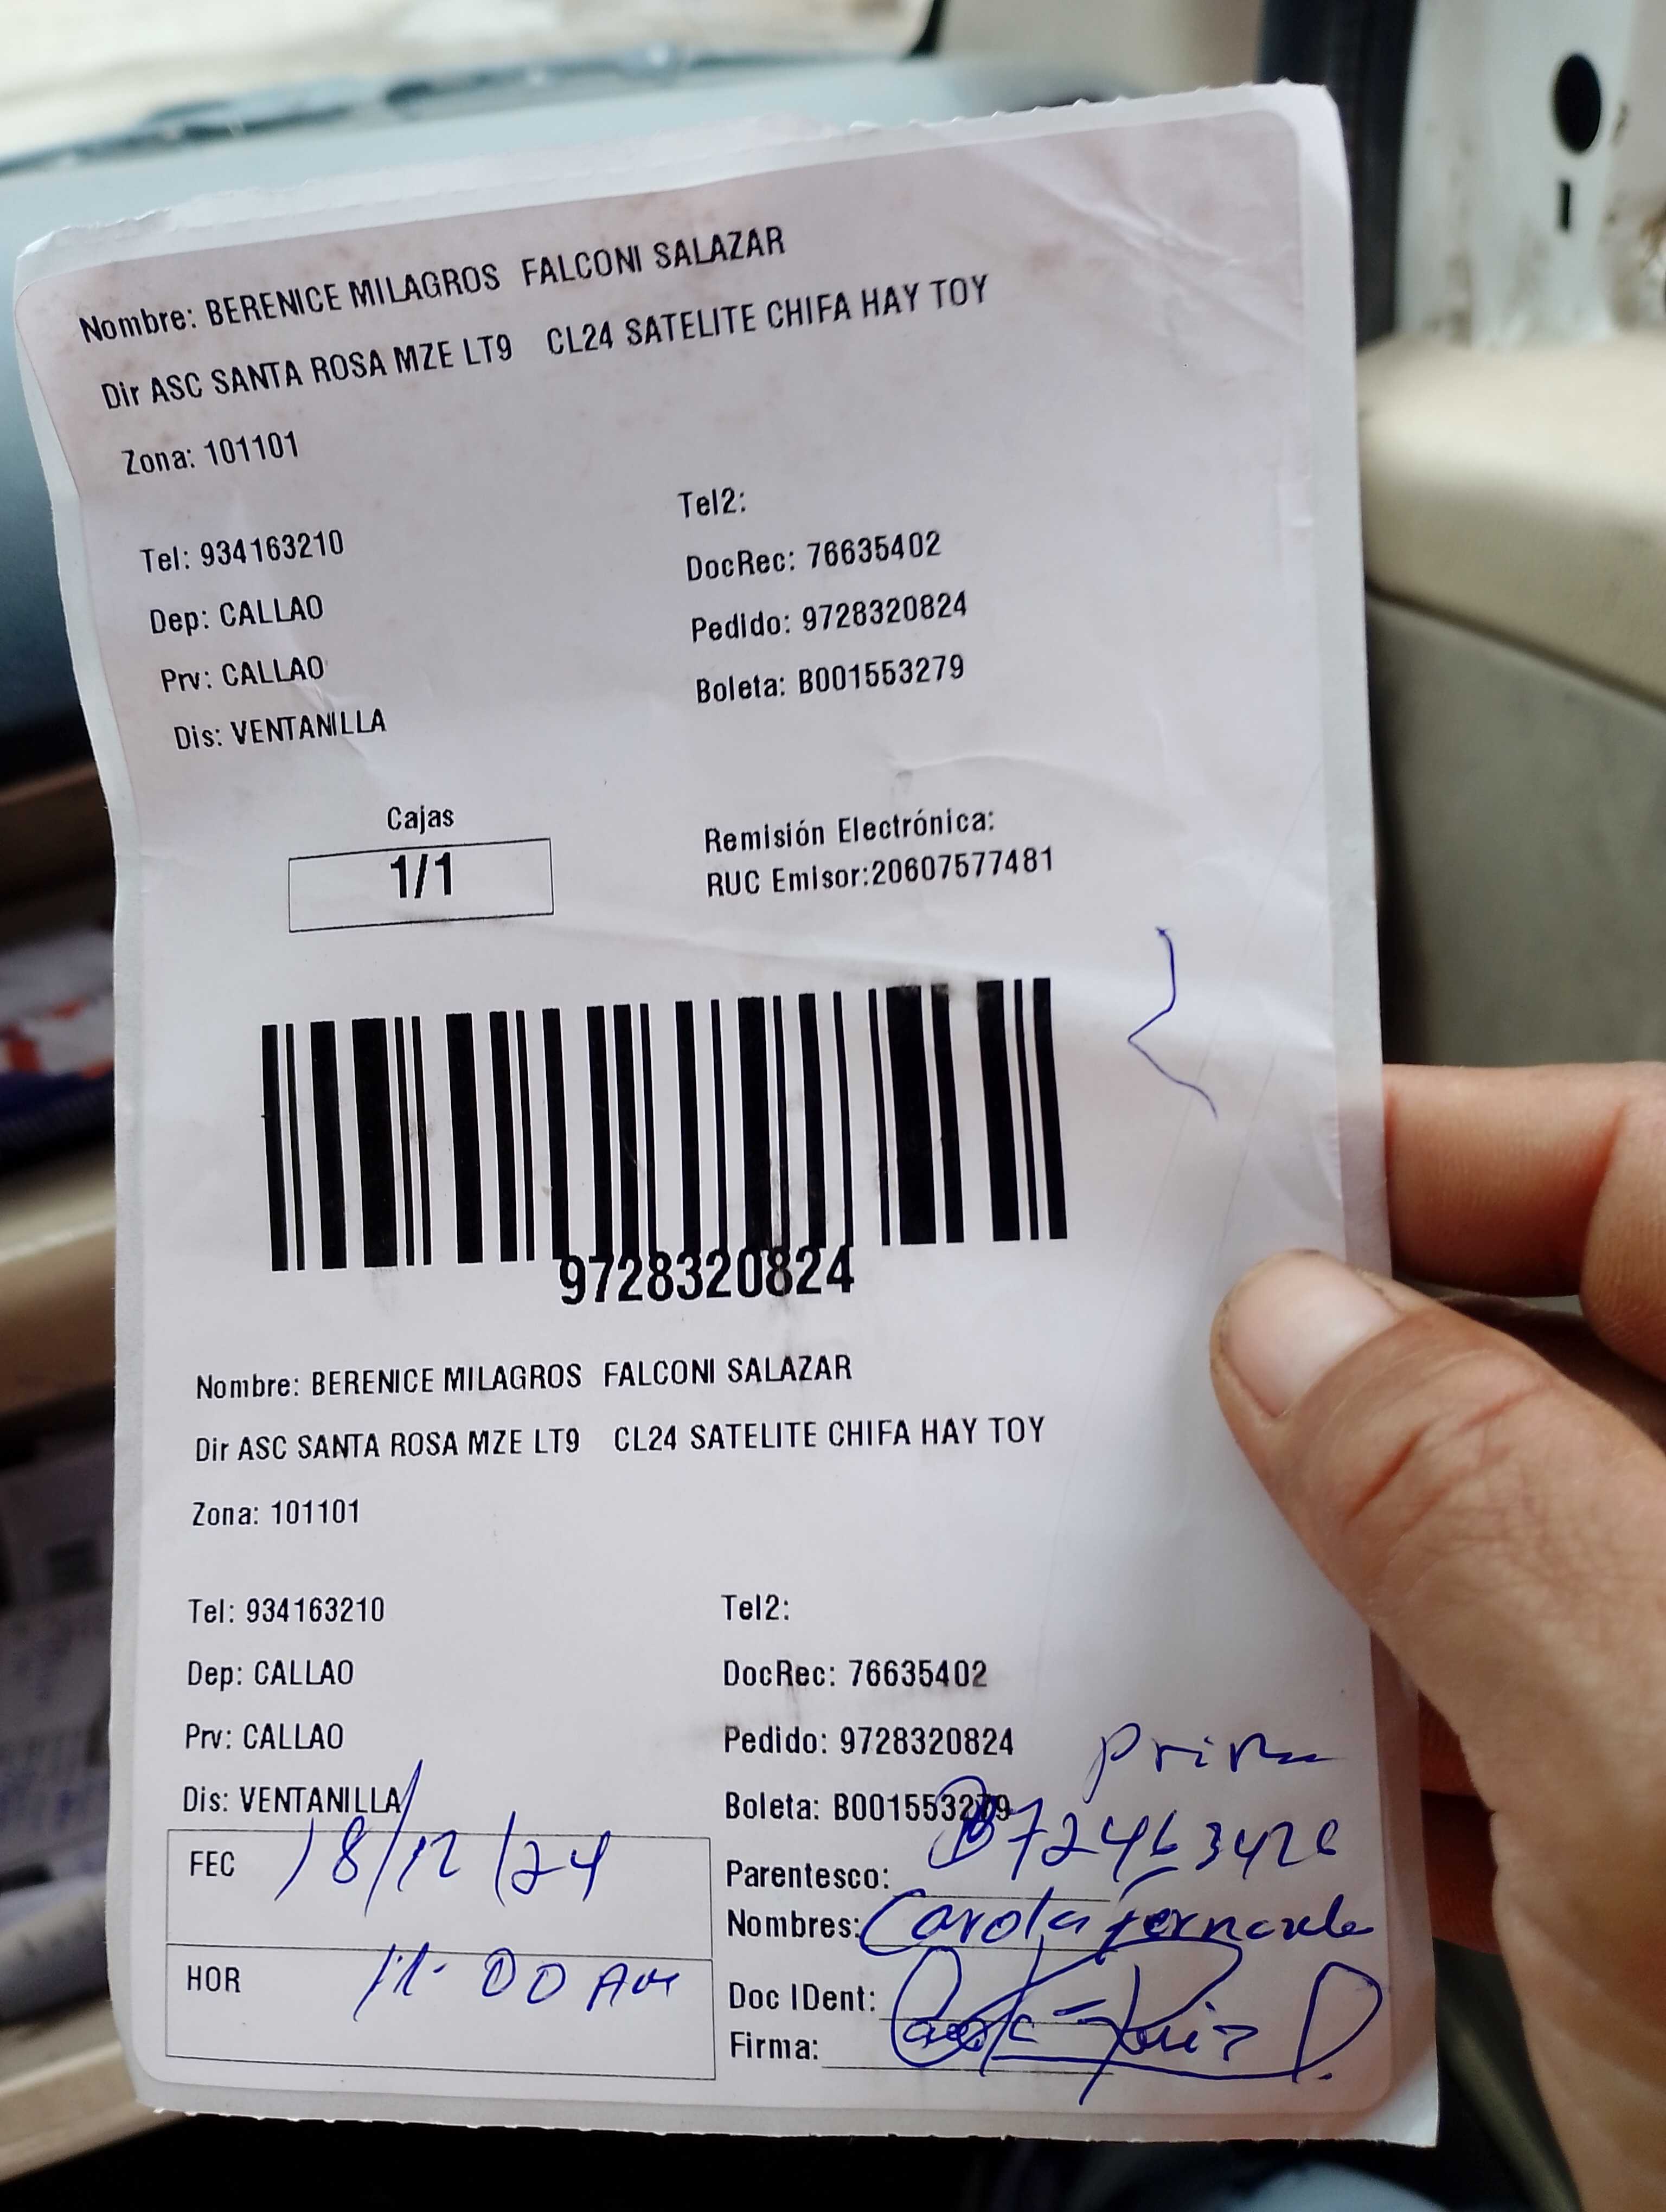 Nombre: BERENICE MILAGROS FALCONI SALAZAR
Dir ASC SANTA ROSA MZE LT9 CL24 SATELITE CHIFA HAY TOY
Zona: 101101
Tel2:
Tel: 934163210
DocRec: 76635402
Dep: CALLAO
Pedido: 9728320824
Prv: CALLAO
Boleta: B001553279
Dis: VENTANILLA
Cajas
1/1
Remisión Electrónica:
RUC Emisor:20607577481
9728320824
Nombre: BERENICE MILAGROS FALCONI SALAZAR
Dir ASC SANTA ROSA MZE LT9 CL24 SATELITE CHIFA HAY TOY
Zona: 101101
Tel: 934163210
Tel2:
Dep: CALLAO
DocRec: 76635402
Prv: CALLAO
Pedido: 9728320824
Prima
Dis: VENTANILLA
Boleta: B001553279
FEC 18/12/24
Parentesco:
Nombres: Carola
HOR 11:00 AM
Doc IDent:
Firma: